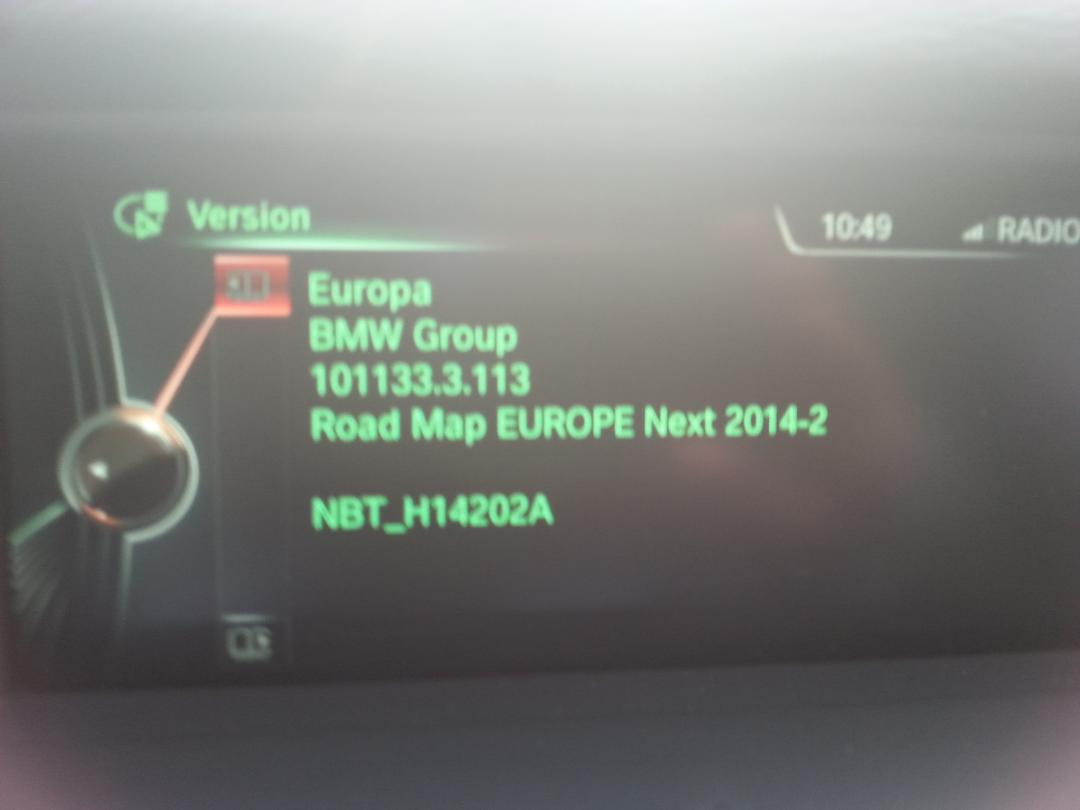 Version
10:49
RADIO
Europa
BMW Group
101133.3.113
Road Map EUROPE Next 2014-2
NBT_H14202A